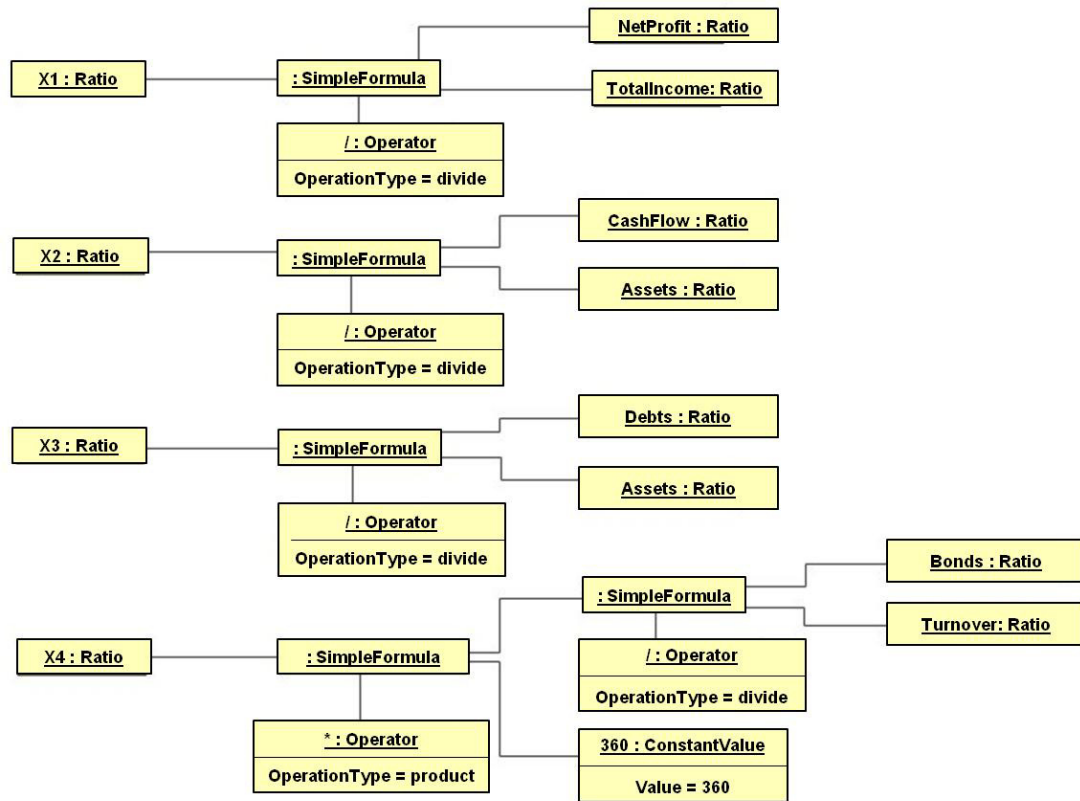 NetProfit : Ratio
X1 : Ratio
: SimpleFormula
TotalIncome: Ratio
/ : Operator
OperationType = divide
CashFlow : Ratio
X2 : Ratio
: SimpleFormula
Assets : Ratio
/ : Operator
OperationType = divide
Debts : Ratio
X3 : Ratio
: SimpleFormula
Assets : Ratio
/ : Operator
OperationType = divide
Bonds : Ratio
: SimpleFormula
Turnover: Ratio
X4 : Ratio
: SimpleFormula
/ : Operator
OperationType = divide
* : Operator
OperationType = product
360 : ConstantValue
Value = 360